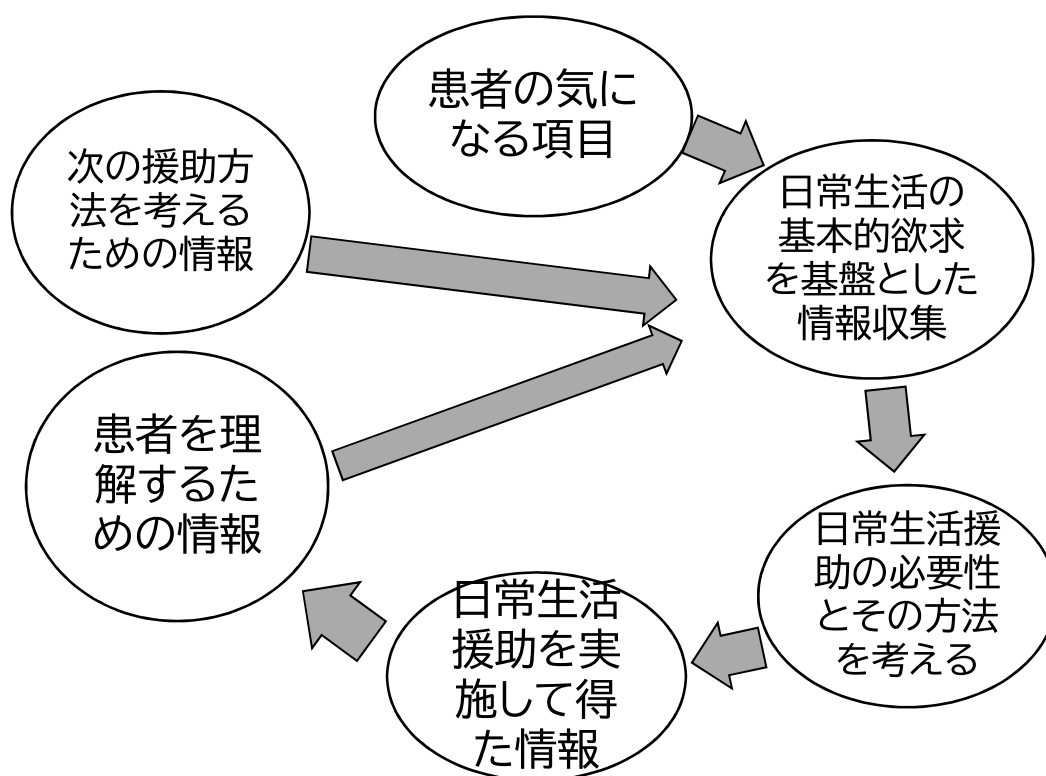 患者の気に
なる項目
次の援助方
法を考える
ための情報
日常生活の
基本的欲求
を基盤とした
情報収集
患者を理
解するた
めの情報
日常生活援
助の必要性
とその方法
を考える
日常生活
援助を実
施して得
た情報